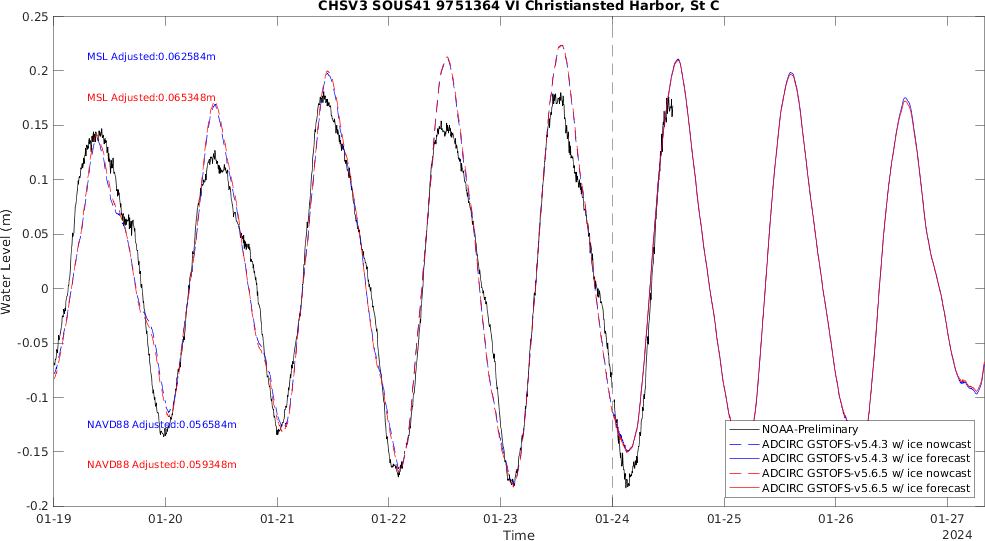 CHSV3 SOUS41 9751364 VI Christiansted Harbor, St C
0.25
0.2
0.15
0.1
0.05
0
-0.05
-0.1
-0.15
-0.2
Water Level (m)
MSL Adjusted:0.062584m
MSL Adjusted:0.065348m
NAVD88 Adjusted:0.056584m
NAVD88 Adjusted:0.059348m
NOAA-Preliminary
ADCIRC GSTOFS-v5.4.3 w/ ice nowcast
ADCIRC GSTOFS-v5.4.3 w/ ice forecast
ADCIRC GSTOFS-v5.6.5 w/ ice nowcast
ADCIRC GSTOFS-v5.6.5 w/ ice forecast
01-19
01-20
01-21
01-22
01-23
01-24
01-25
01-26
01-27
2024
Time